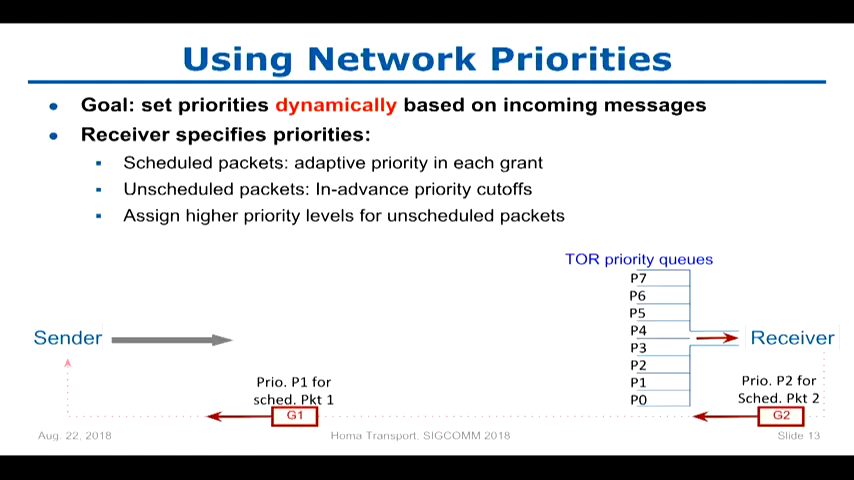 Using Network Priorities
Goal: set priorities dynamically based on incoming messages
Receiver specifies priorities:
Scheduled packets: adaptive priority in each grant
Unscheduled packets: In-advance priority cutoffs
Assign higher priority levels for unscheduled packets
TOR priority queues
P7
P6
P5
P4
P3
P2
P1
P0
Sender
Receiver
Prio. P1 for
sched. Pkt 1
G1
Prio. P2 for
Sched. Pkt 2
G2
Aug. 22, 2018
Homa Transport, SIGCOMM 2018
Slide 13